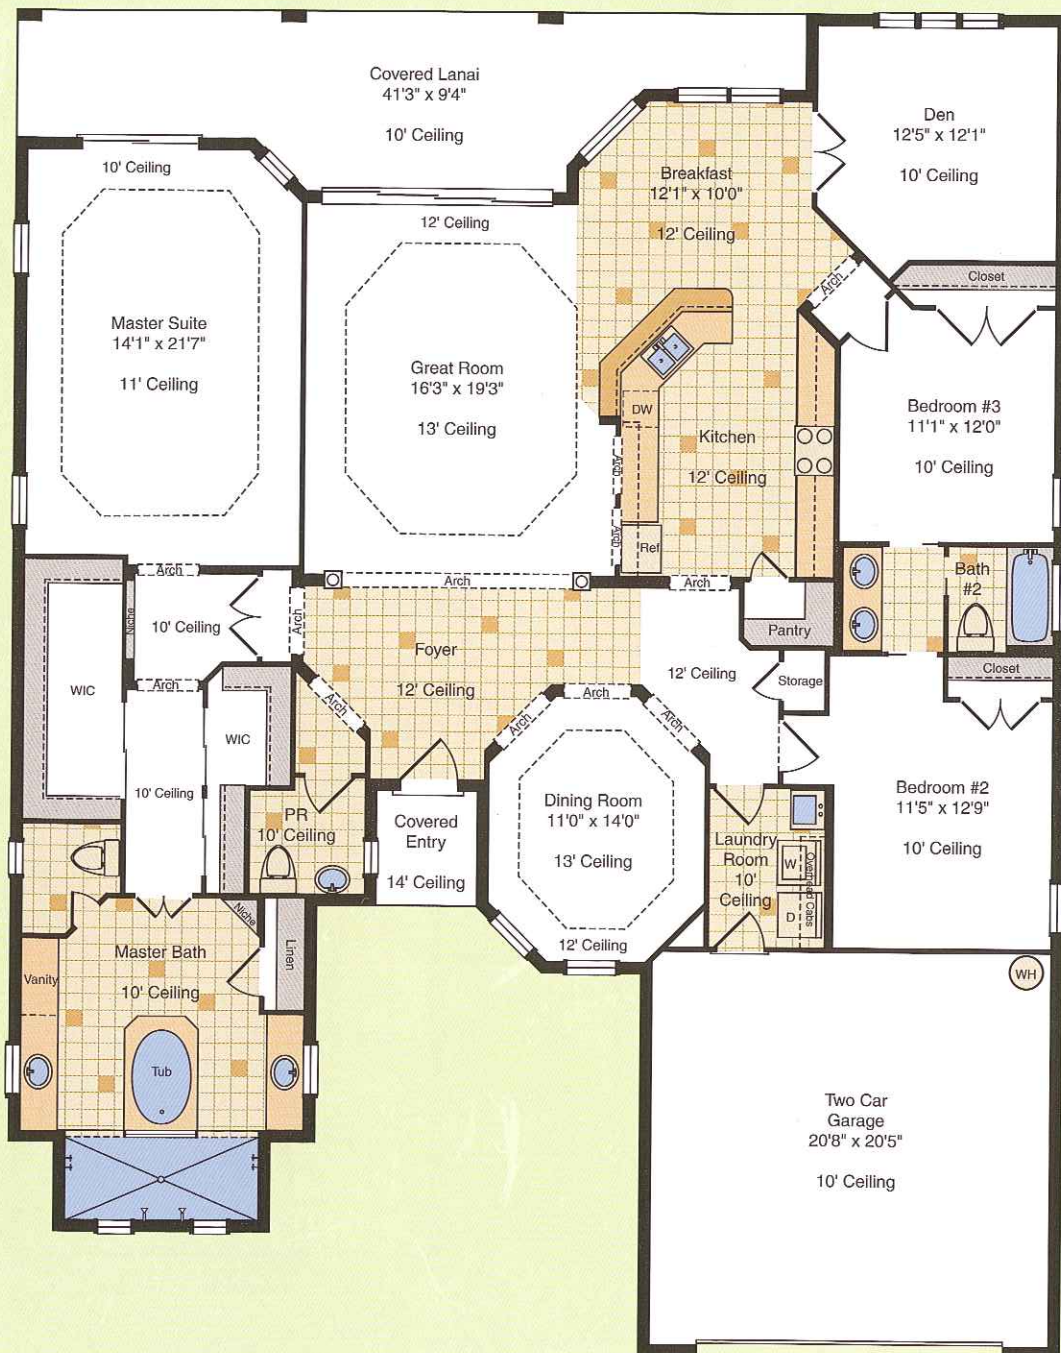 Covered Lanai
41'3" x 9'4"
10' Ceiling
Den
12'5" x 12'1"
10' Ceiling
Breakfast
12'1" x 10'0"
12' Ceiling
10' Ceiling
Master Suite
14'1" x 21'7"
11' Ceiling
12' Ceiling
Great Room
16'3" x 19'3"
13' Ceiling
Arch
Closet
DW
Kitchen
12' Ceiling
Arch
Arch
Ref
Bedroom #3
11'1" x 12'0"
10' Ceiling
Arch
Niche
10' Ceiling
Arch
Arch
Arch
Arch
Pantry
Bath
#2
WIC
Arch
WIC
10' Ceiling
Foyer
12' Ceiling
Arch
Arch
Arch
Arch
12' Ceiling
Storage
Closet
PR
10' Ceiling
Covered
Entry
14' Ceiling
Dining Room
11'0" x 14'0"
13' Ceiling
12' Ceiling
Laundry
Room
10'
Ceiling
W
D
Overhead Cabs
Bedroom #2
11'5" x 12'9"
10' Ceiling
Niche
Linen
Master Bath
10' Ceiling
Vanity
Tub
WH
Two Car
Garage
20'8" x 20'5"
10' Ceiling